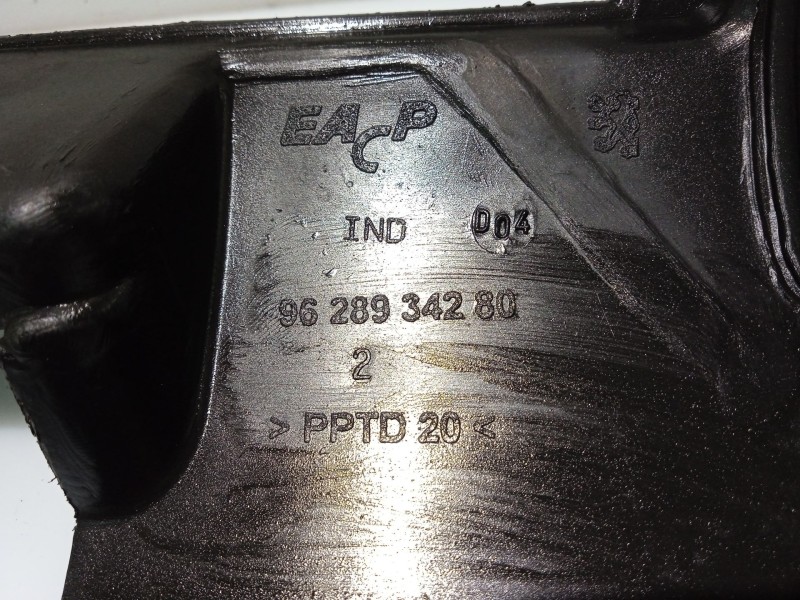 EACP
IND D04
96 289 342 80
2
> PPTD 20 <